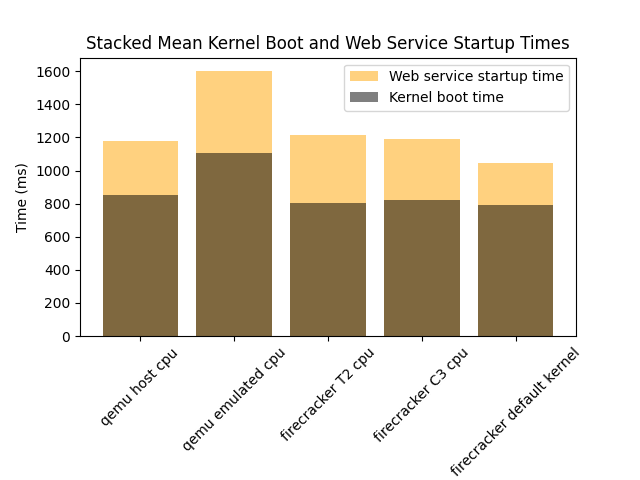 Stacked Mean Kernel Boot and Web Service Startup Times
Web service startup time
Kernel boot time
Time (ms)
1600
1400
1200
1000
800
600
400
200
0
qemu host cpu
qemu emulated cpu
firecracker T2 cpu
firecracker C3 cpu
firecracker default kernel